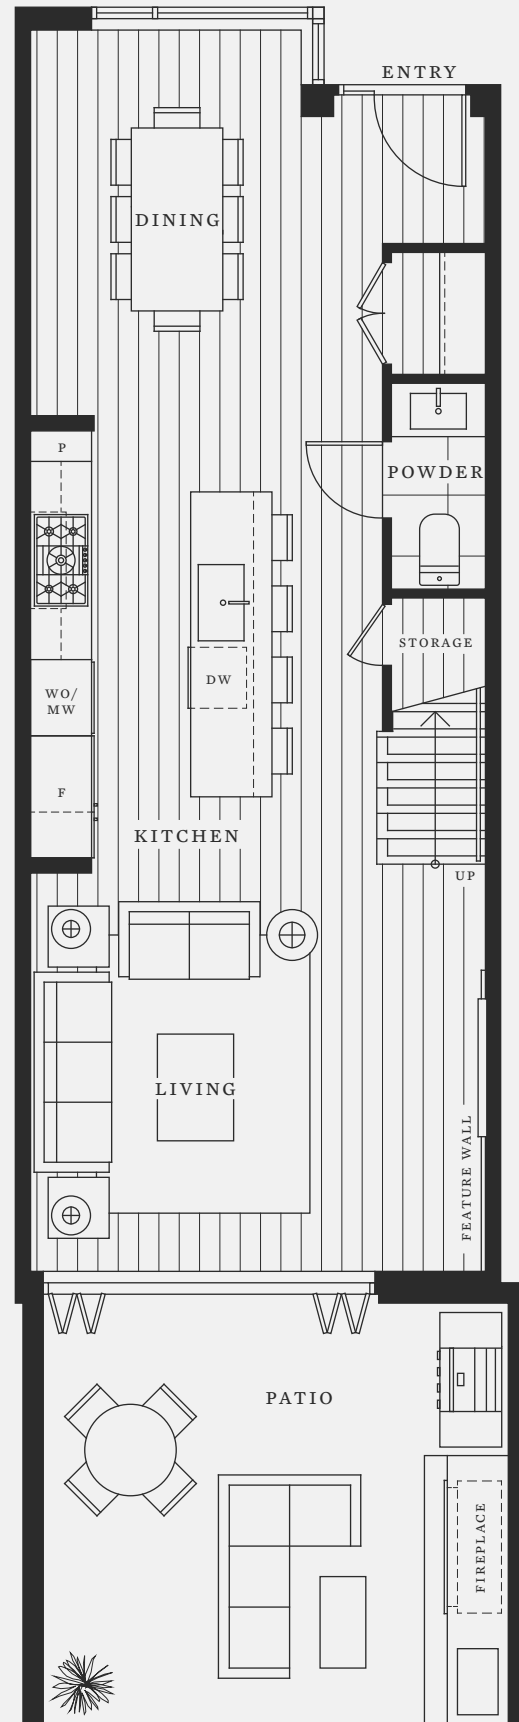 ENTRY
DINING
P
POWDER
STORAGE
WO/
MW
DW
F
KITCHEN
UP
LIVING
FEATURE WALL
PATIO
FIREPLACE